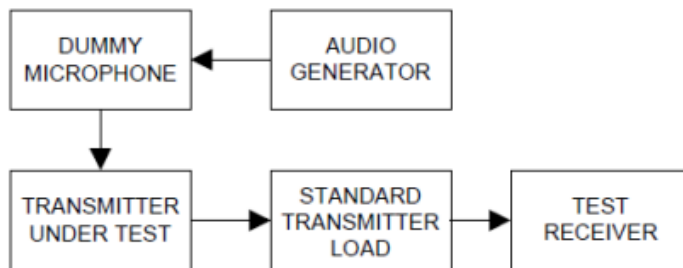 DUMMY
MICROPHONE
AUDIO
GENERATOR
TRANSMITTER
UNDER TEST
STANDARD
TRANSMITTER
LOAD
TEST
RECEIVER